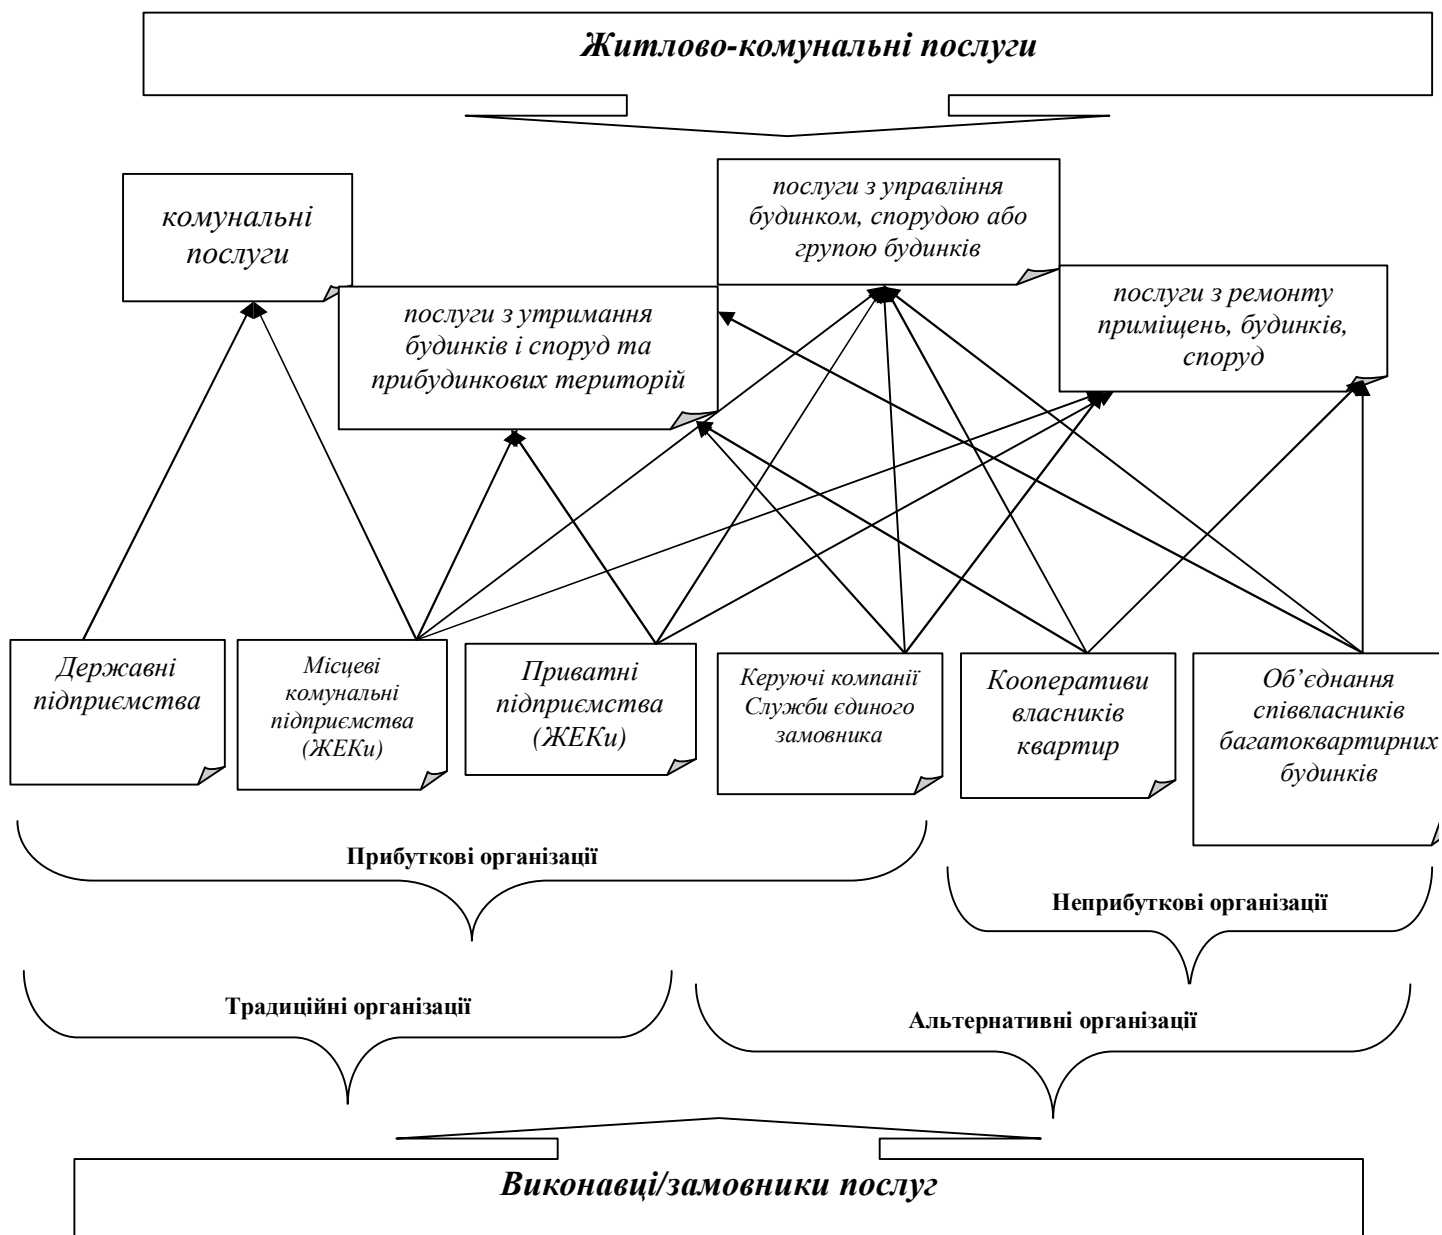 Житлово-комунальні послуги
комунальні
послуги
послуги з управління
будинком, спорудою або
групою будинків
послуги з утримання
будинків і споруд та
прибудинкових територій
послуги з ремонту
приміщень, будинків,
споруд
Державні
підприємства
Місцеві
комунальні
підприємства
(ЖЕКи)
Приватні
підприємства
(ЖЕКи)
Керуючі компанії
Служби єдиного
замовника
Кооперативи
власників
квартир
Об’єднання
співвласників
багатоквартирних
будинків
Прибуткові організації
Неприбуткові організації
Традиційні організації
Альтернативні організації
Виконавці/замовники послуг